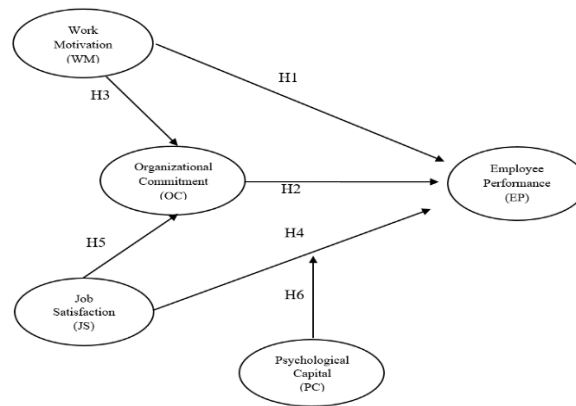 Work
Motivation
(WM)
H1
H3
Organizational
Commitment
(OC)
H2
Employee
Performance
(EP)
H4
H5
Job
Satisfaction
(JS)
H6
Psychological
Capital
(PC)